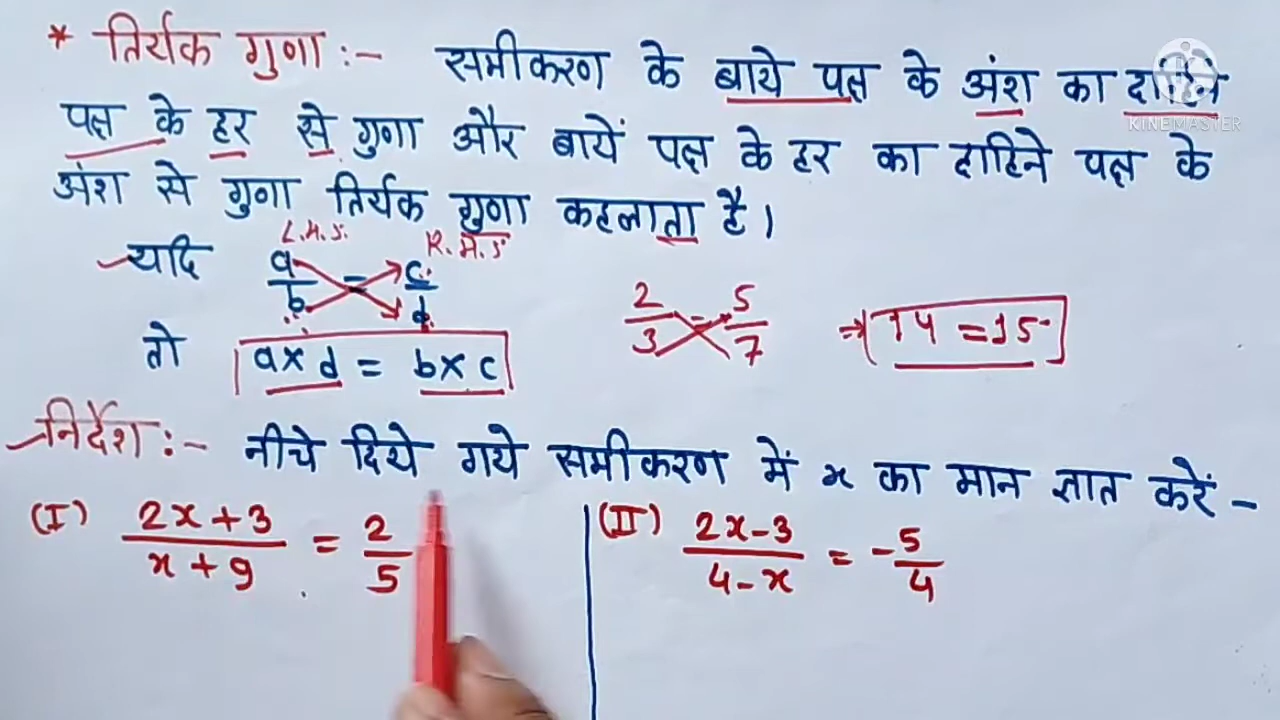 * तिर्यक गुणा :- समीकरण के बाये पक्ष के अंश का दाहिने
KINEMASTER
पक्ष के हर से गुणा और बायें पक्ष के हर का दाहिने पक्ष के
अंश से गुणा तिर्यक गुणा कहलाता है।
L.H.S. R.H.S
यदि a/b = c/d
2/3 = 5/7 ⇒ 14 = 15
तो a×d = b×c
निर्देश :- नीचे दिये गये समीकरण में x का मान ज्ञात करें -
(I) (2x+3)/(x+9) = 2/5
(II) (2x-3)/(4-x) = -5/4